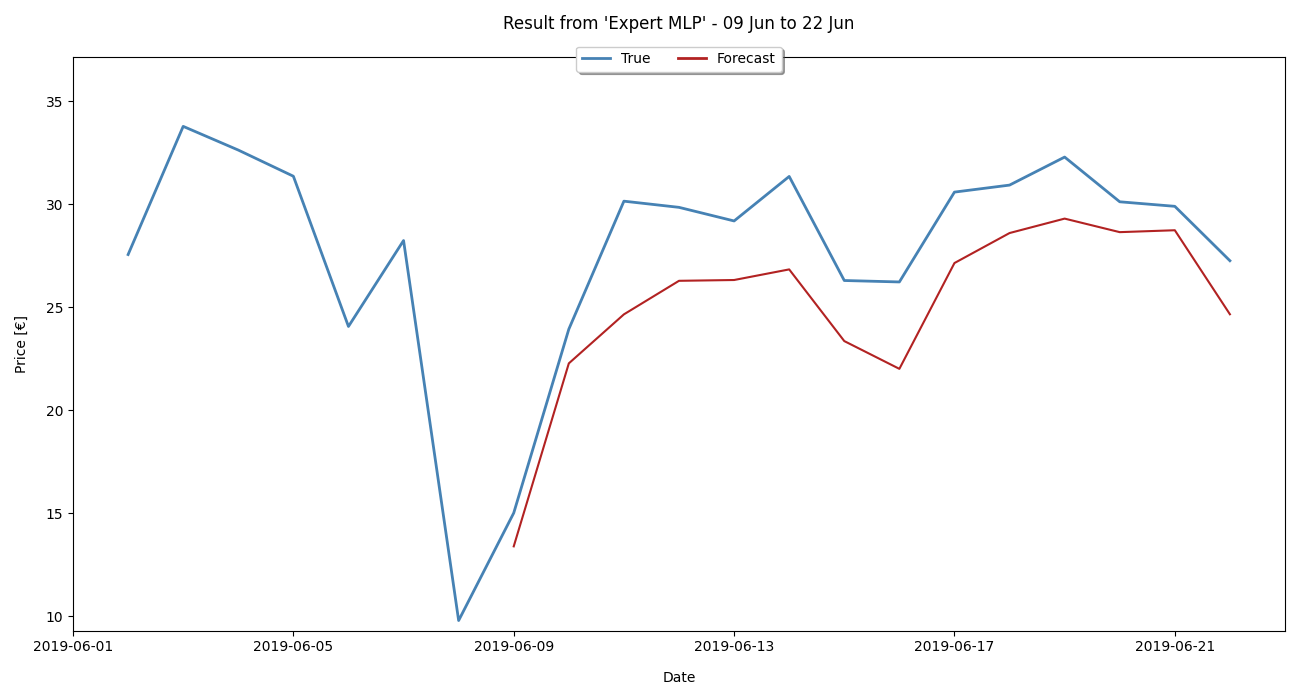 Result from 'Expert MLP' - 09 Jun to 22 Jun
True Forecast
35
30
25
20
15
10
Price [€]
2019-06-01 2019-06-05 2019-06-09 2019-06-13 2019-06-17 2019-06-21
Date